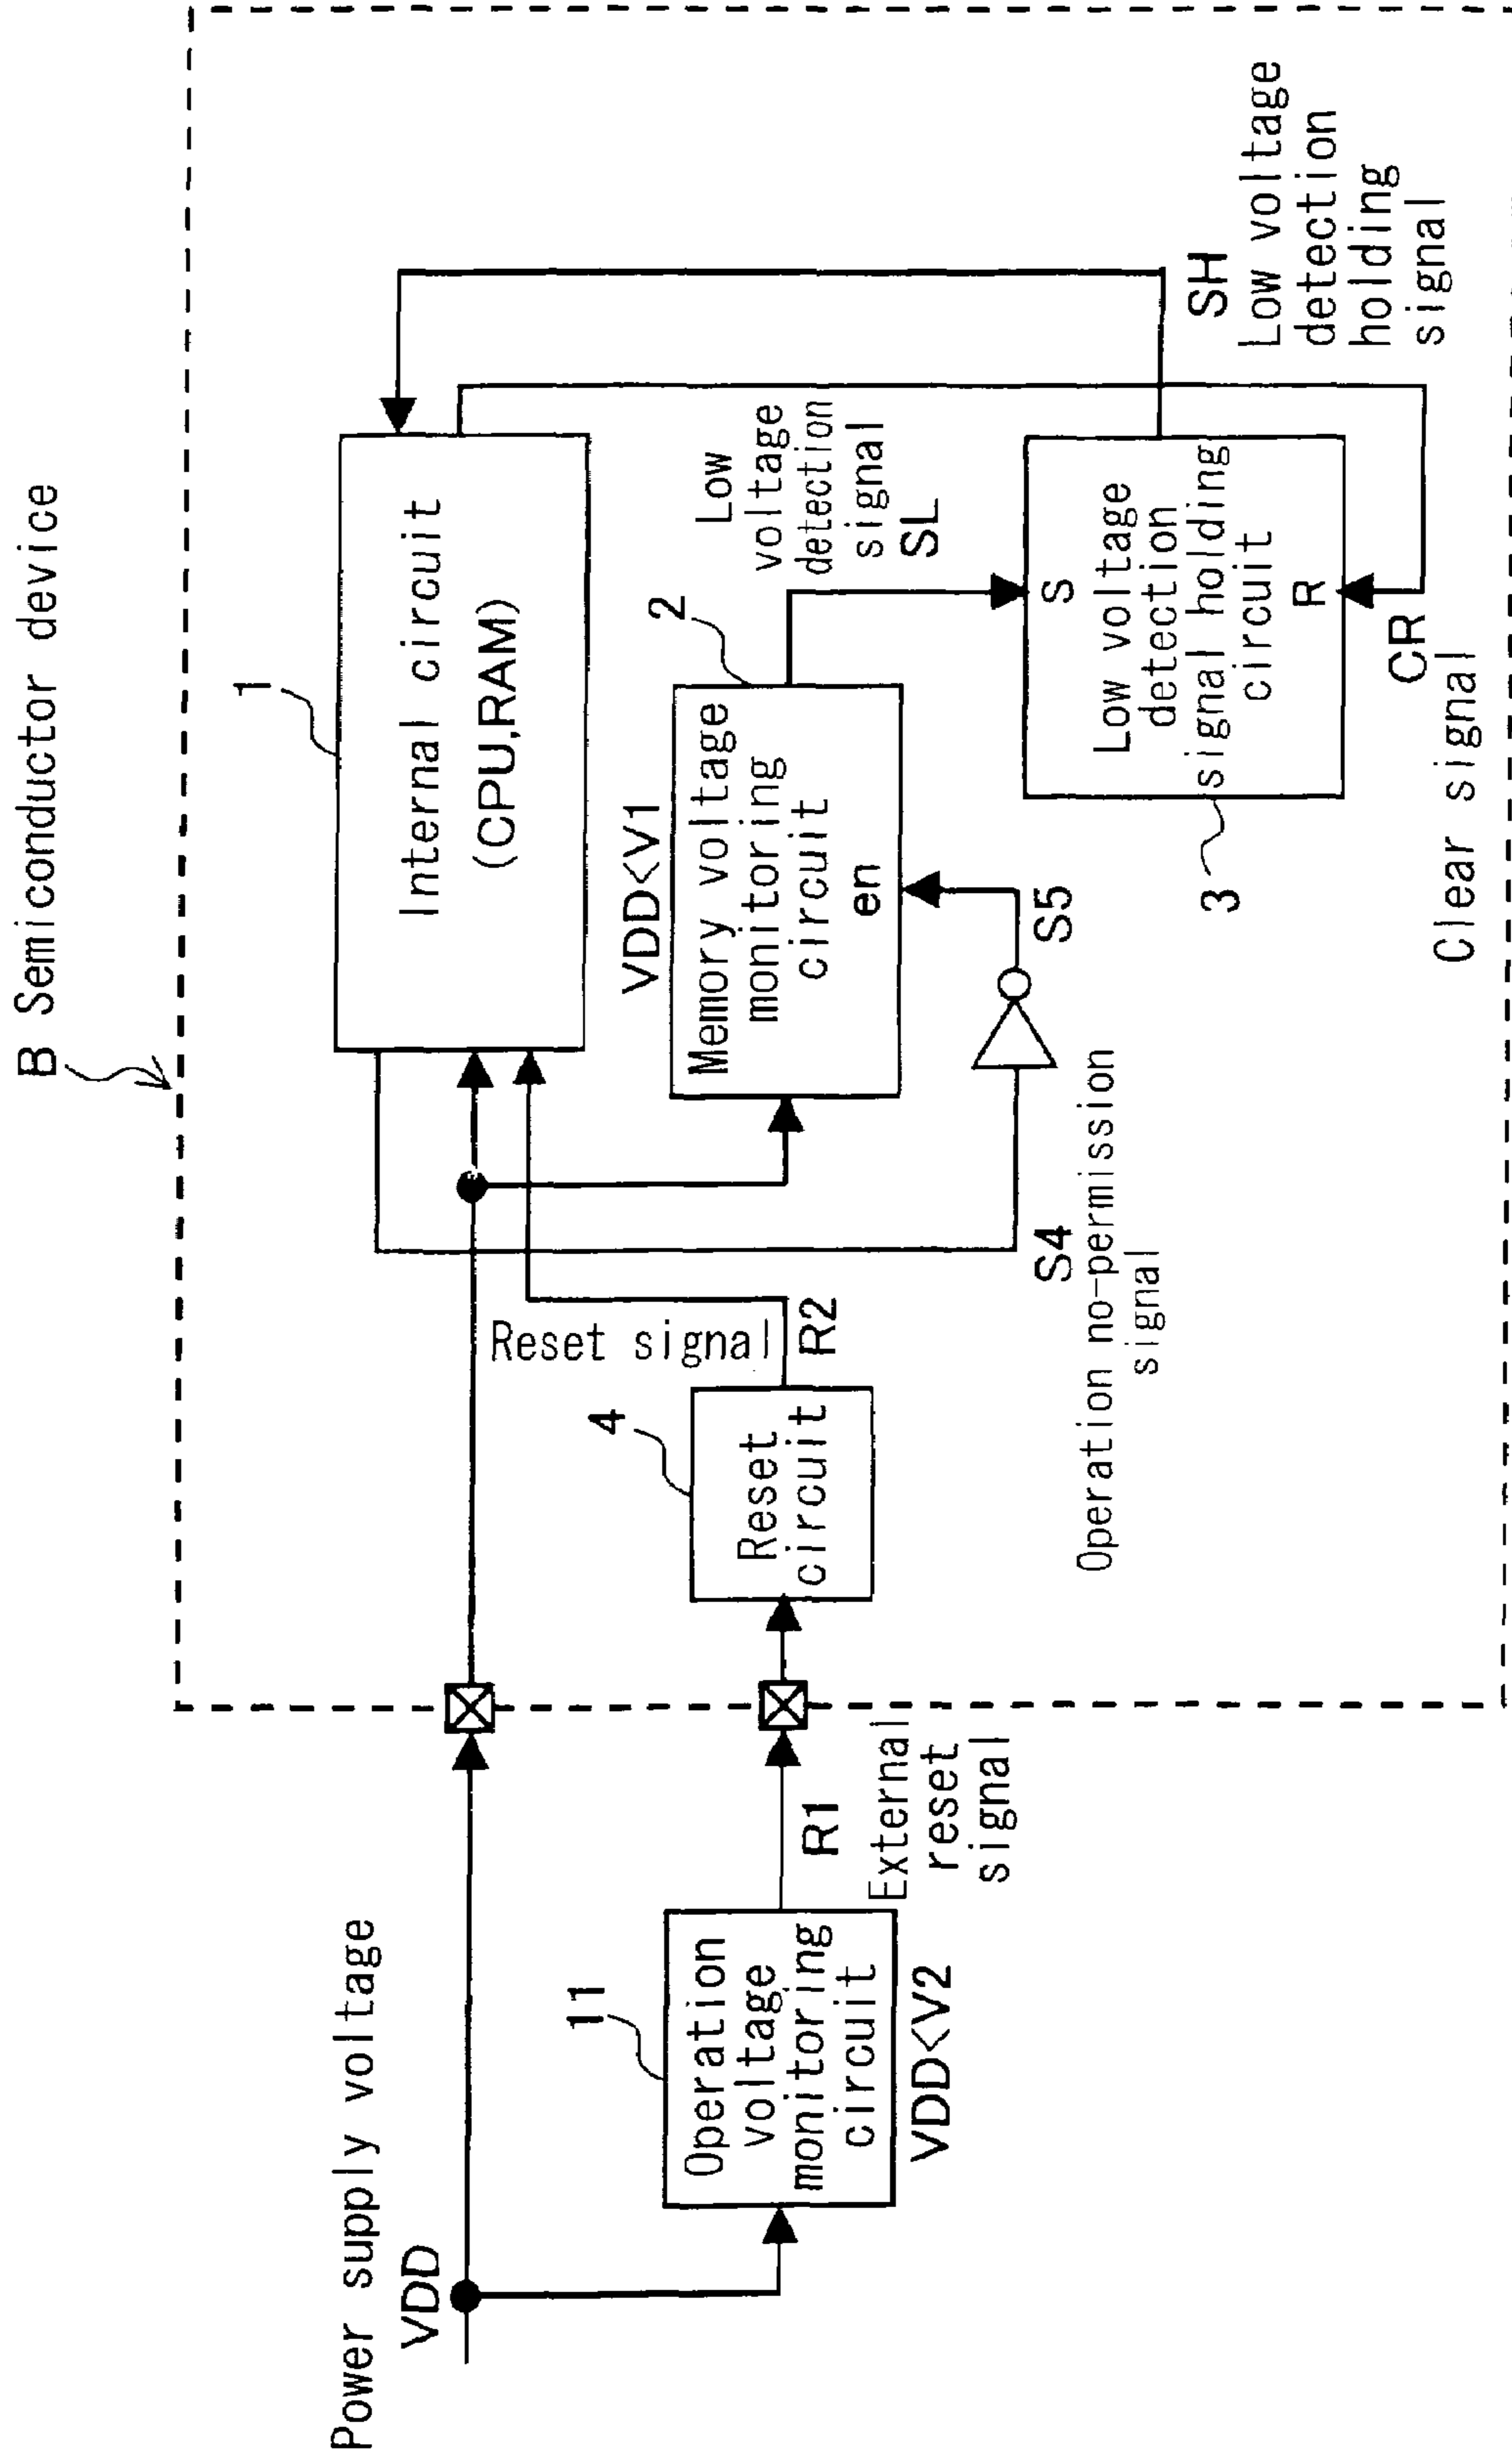 B Semiconductor device
Power supply voltage
VDD
1
Internal circuit
(CPU,RAM)
VDD<V1
2
Memory voltage
monitoring
circuit
en
Low
voltage
detection
signal
SL
S
Low voltage
detection
signal holding
circuit
R
3
SH
Low voltage
detection
holding
signal
CR
Clear signal
S5
S4
Operation no-permission
signal
Reset signal
R2
4
Reset
circuit
R1
External
reset
signal
11
Operation
voltage
monitoring
circuit
VDD<V2